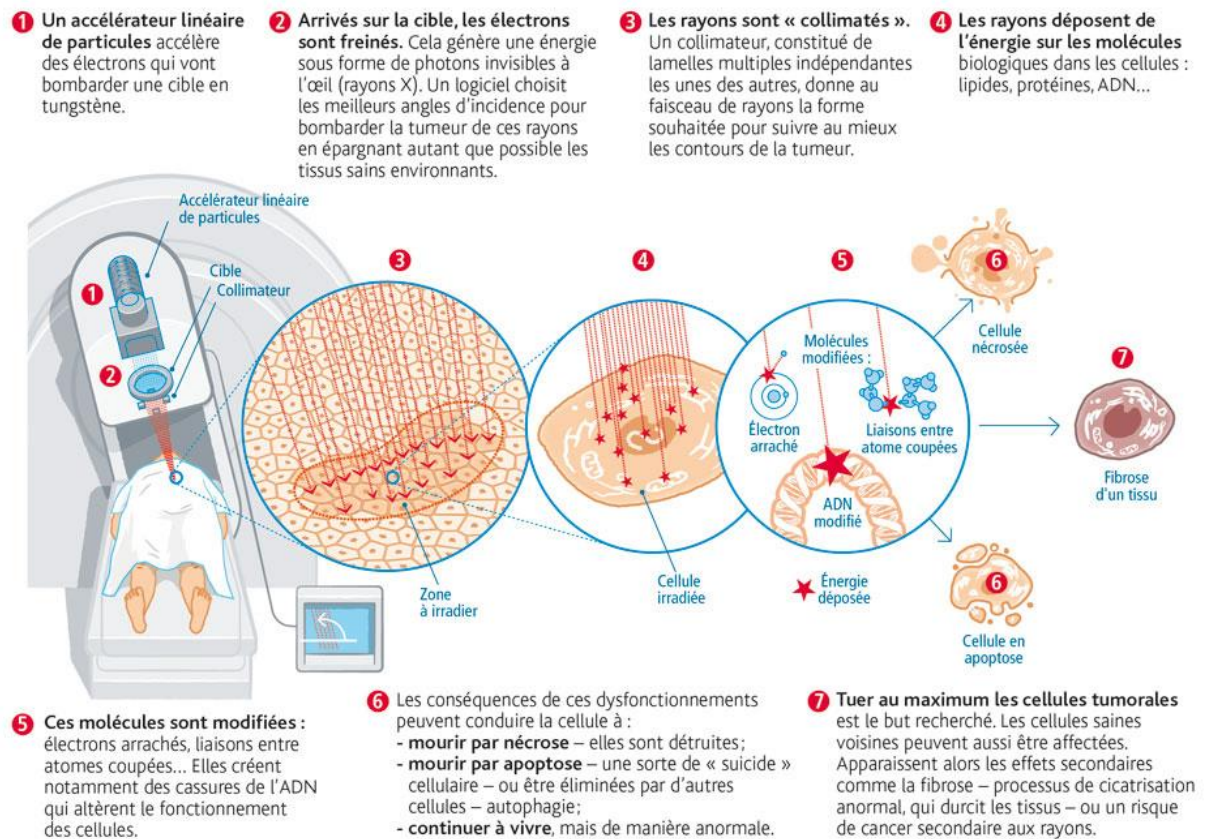 1 Un accélérateur linéaire
de particules accélère
des électrons qui vont
bombarder une cible en
tungstène.
2 Arrivés sur la cible, les électrons
sont freinés. Cela génère une énergie
sous forme de photons invisibles à
l'œil (rayons X). Un logiciel choisit
les meilleurs angles d'incidence pour
bombarder la tumeur de ces rayons
en épargnant autant que possible les
tissus sains environnants.
3 Les rayons sont « collimatés ».
Un collimateur, constitué de
lamelles multiples indépendantes
les unes des autres, donne au
faisceau de rayons la forme
souhaitée pour suivre au mieux
les contours de la tumeur.
4 Les rayons déposent de
l'énergie sur les molécules
biologiques dans les cellules :
lipides, protéines, ADN...
Accélérateur linéaire
de particules
Cible
Collimateur
1
2
3
Zone
à irradier
4
Cellule
irradiée
5
Molécules
modifiées :
Électron
arraché
Liaisons entre
atome coupées
ADN
modifié
Énergie
déposée
6
Cellule
nécrosée
7
Fibrose
d'un tissu
6
Cellule en
apoptose
5 Ces molécules sont modifiées :
électrons arrachés, liaisons entre
atomes coupées... Elles créent
notamment des cassures de l'ADN
qui altèrent le fonctionnement
des cellules.
6 Les conséquences de ces dysfonctionnements
peuvent conduire la cellule à :
- mourir par nécrose – elles sont détruites;
- mourir par apoptose – une sorte de « suicide »
cellulaire – ou être éliminées par d'autres
cellules – autophagie;
- continuer à vivre, mais de manière anormale.
7 Tuer au maximum les cellules tumorales
est le but recherché. Les cellules saines
voisines peuvent aussi être affectées.
Apparaissent alors les effets secondaires
comme la fibrose – processus de cicatrisation
anormal, qui durcit les tissus – ou un risque
de cancer secondaire aux rayons.